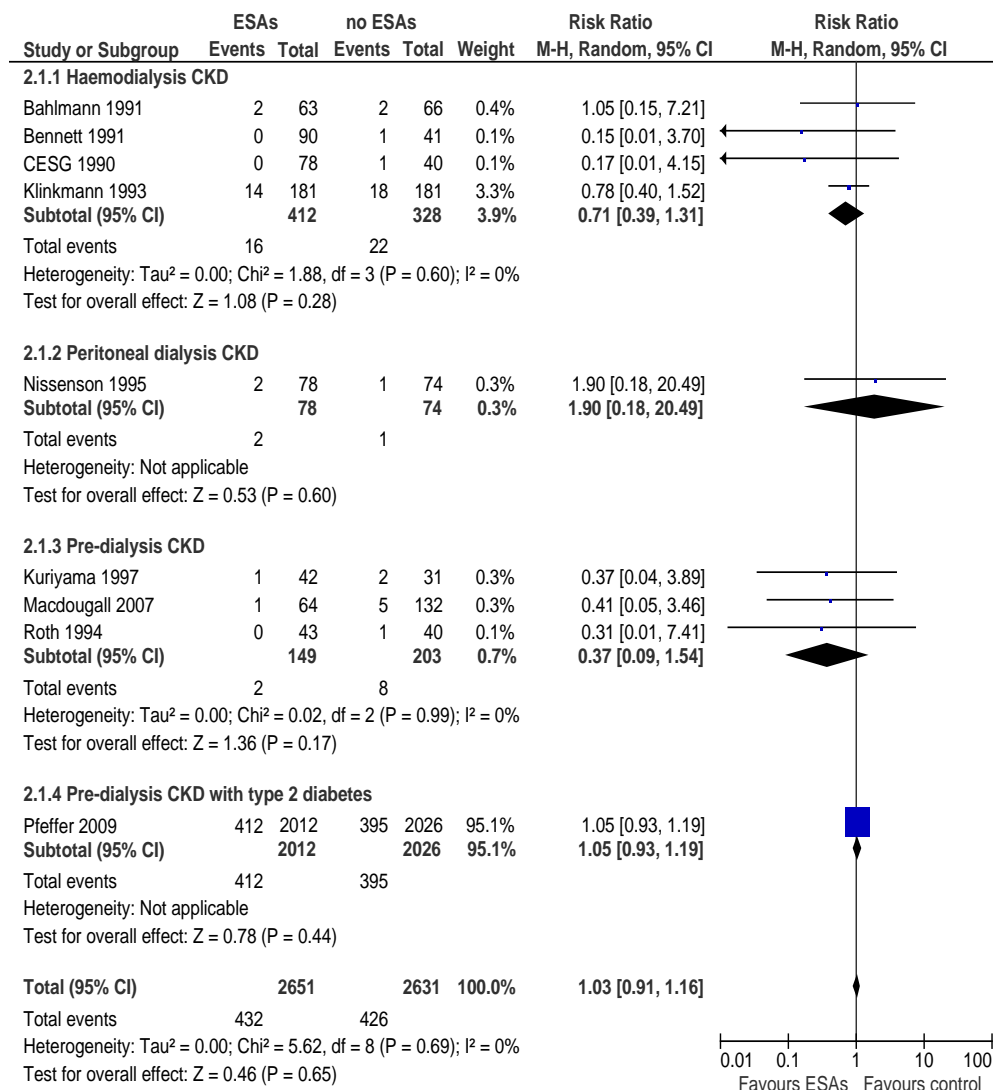 ESAs no ESAs Risk Ratio Risk Ratio
Study or Subgroup Events Total Events Total Weight M-H, Random, 95% CI M-H, Random, 95% CI
2.1.1 Haemodialysis CKD
Bahlmann 1991 2 63 2 66 0.4% 1.05 [0.15, 7.21]
Bennett 1991 0 90 1 41 0.1% 0.15 [0.01, 3.70]
CESG 1990 0 78 1 40 0.1% 0.17 [0.01, 4.15]
Klinkmann 1993 14 181 18 181 3.3% 0.78 [0.40, 1.52]
Subtotal (95% CI) 412 328 3.9% 0.71 [0.39, 1.31]
Total events 16 22
Heterogeneity: Tau² = 0.00; Chi² = 1.88, df = 3 (P = 0.60); I² = 0%
Test for overall effect: Z = 1.08 (P = 0.28)
2.1.2 Peritoneal dialysis CKD
Nissenson 1995 2 78 1 74 0.3% 1.90 [0.18, 20.49]
Subtotal (95% CI) 78 74 0.3% 1.90 [0.18, 20.49]
Total events 2 1
Heterogeneity: Not applicable
Test for overall effect: Z = 0.53 (P = 0.60)
2.1.3 Pre-dialysis CKD
Kuriyama 1997 1 42 2 31 0.3% 0.37 [0.04, 3.89]
Macdougall 2007 1 64 5 132 0.3% 0.41 [0.05, 3.46]
Roth 1994 0 43 1 40 0.1% 0.31 [0.01, 7.41]
Subtotal (95% CI) 149 203 0.7% 0.37 [0.09, 1.54]
Total events 2 8
Heterogeneity: Tau² = 0.00; Chi² = 0.02, df = 2 (P = 0.99); I² = 0%
Test for overall effect: Z = 1.36 (P = 0.17)
2.1.4 Pre-dialysis CKD with type 2 diabetes
Pfeffer 2009 412 2012 395 2026 95.1% 1.05 [0.93, 1.19]
Subtotal (95% CI) 2012 2026 95.1% 1.05 [0.93, 1.19]
Total events 412 395
Heterogeneity: Not applicable
Test for overall effect: Z = 0.78 (P = 0.44)
Total (95% CI) 2651 2631 100.0% 1.03 [0.91, 1.16]
Total events 432 426
Heterogeneity: Tau² = 0.00; Chi² = 5.62, df = 8 (P = 0.69); I² = 0%
Test for overall effect: Z = 0.46 (P = 0.65)
0.01 0.1 1 10 100
Favours ESAs Favours control